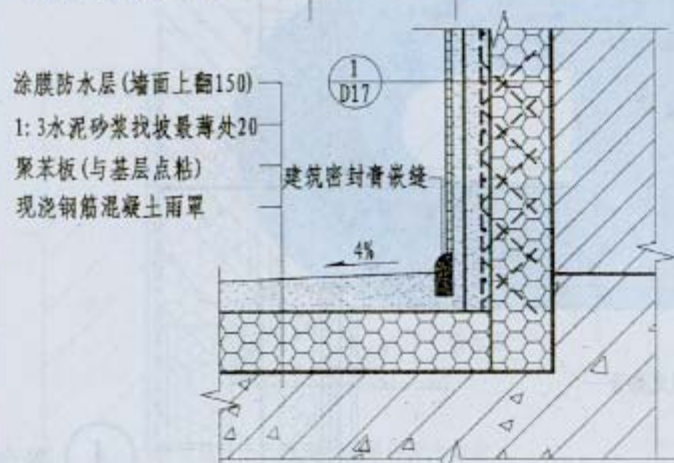 涂膜防水层(墙面上翻150)
1:3水泥砂浆找坡最薄处20
聚苯板(与基层点粘)
现浇钢筋混凝土雨罩
1
D17
建筑密封膏嵌缝
4%